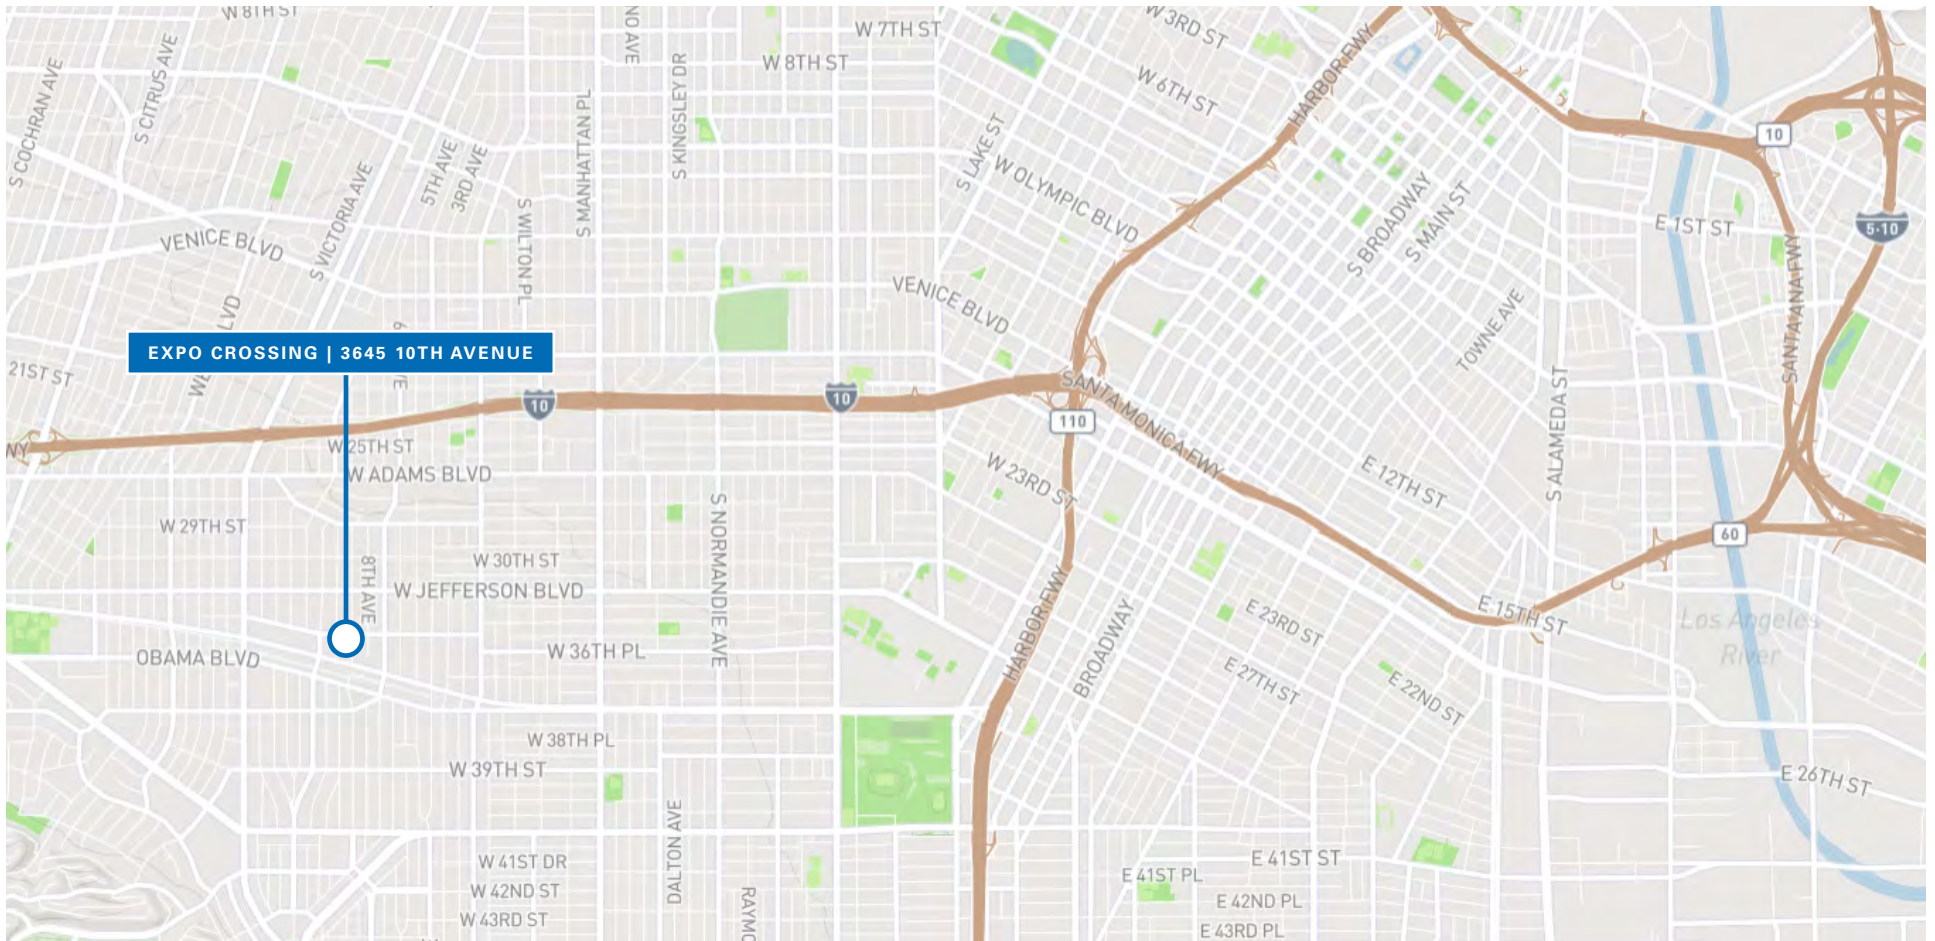 W 81H ST
W 7TH ST
W 3RD ST
W 8TH ST
NO AVE
S CITRUS AVE
S COCHRAN AVE
S KINGSLEY DR
S MANHATTAN PL
HARBOR FWY
W 6TH ST
10
S LAKE ST
5TH AVE
3RD AVE
W OLYMPIC BLVD
S VICTORIA AVE
S WILTON PL
S BROADWAY
S MAIN ST
E 1ST ST
5-10
VENICE BLVD
SANTA ANA FWY
VENICE BLVD
TOWNE AVE
LVD
EXPO CROSSING | 3645 10TH AVENUE
21ST ST
10
10
SANTA MONICA FWY
110
S ALAMEDA ST
WY
W 25TH ST
W ADAMS BLVD
W 23RD ST
E 12TH ST
W 29TH ST
S NORMANDIE AVE
60
W 30TH ST
8TH AVE
W JEFFERSON BLVD
HARBOR FWY
BROADWAY
E 23RD ST
E 15TH ST
Los Angeles
River
OBAMA BLVD
W 36TH PL
E 27TH ST
E 22ND ST
W 38TH PL
W 39TH ST
E 26TH ST
DALTON AVE
W 41ST DR
E 41ST ST
E 41ST PL
W 42ND ST
RAYMO
E 42ND PL
W 43RD ST
E 43RD PL